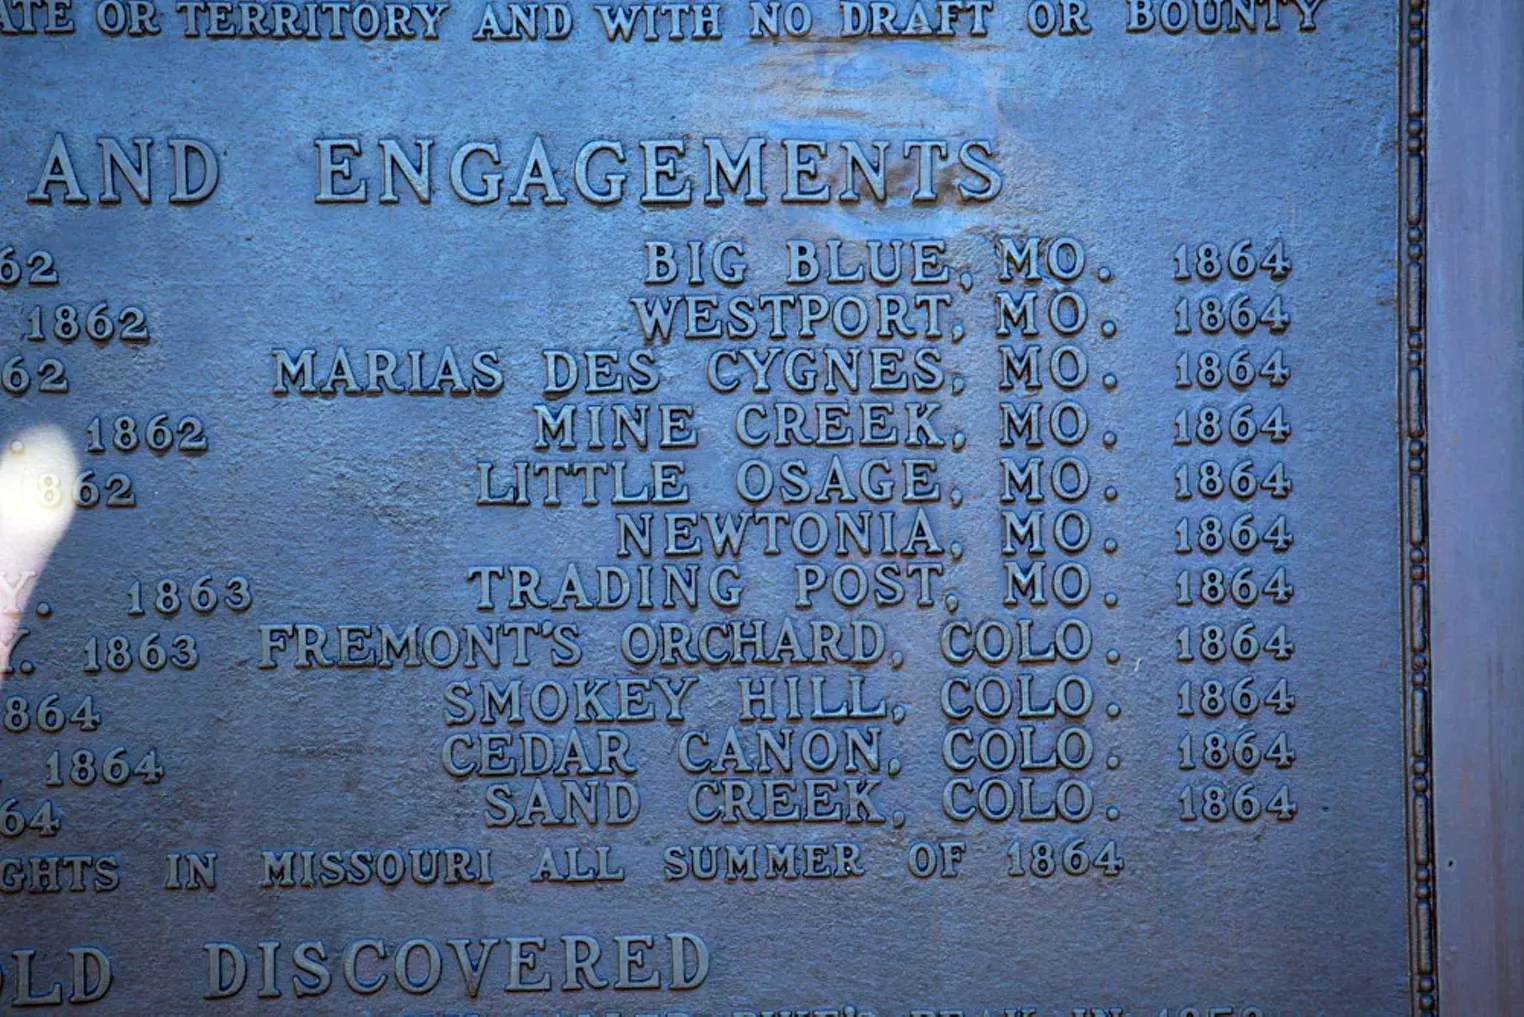 ATE OR TERRITORY AND WITH NO DRAFT OR BOUNTY
AND ENGAGEMENTS
62 BIG BLUE, MO. 1864
1862 WESTPORT, MO. 1864
62 MARIAS DES CYGNES, MO. 1864
1862 MINE CREEK, MO. 1864
1862 LITTLE OSAGE, MO. 1864
NEWTONIA, MO. 1864
Y. 1863 TRADING POST, MO. 1864
Y. 1863 FREMONT'S ORCHARD, COLO. 1864
864 SMOKEY HILL, COLO. 1864
1864 CEDAR CANON, COLO. 1864
64 SAND CREEK, COLO. 1864
GHTS IN MISSOURI ALL SUMMER OF 1864
OLD DISCOVERED